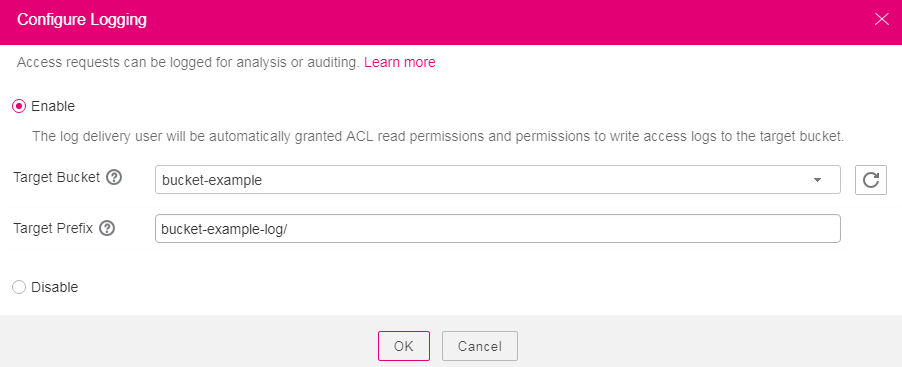 Configure Logging
Access requests can be logged for analysis or auditing. Learn more
Enable
The log delivery user will be automatically granted ACL read permissions and permissions to write access logs to the target bucket.
Target Bucket ?
bucket-example
Target Prefix ?
bucket-example-log/
Disable
OK Cancel